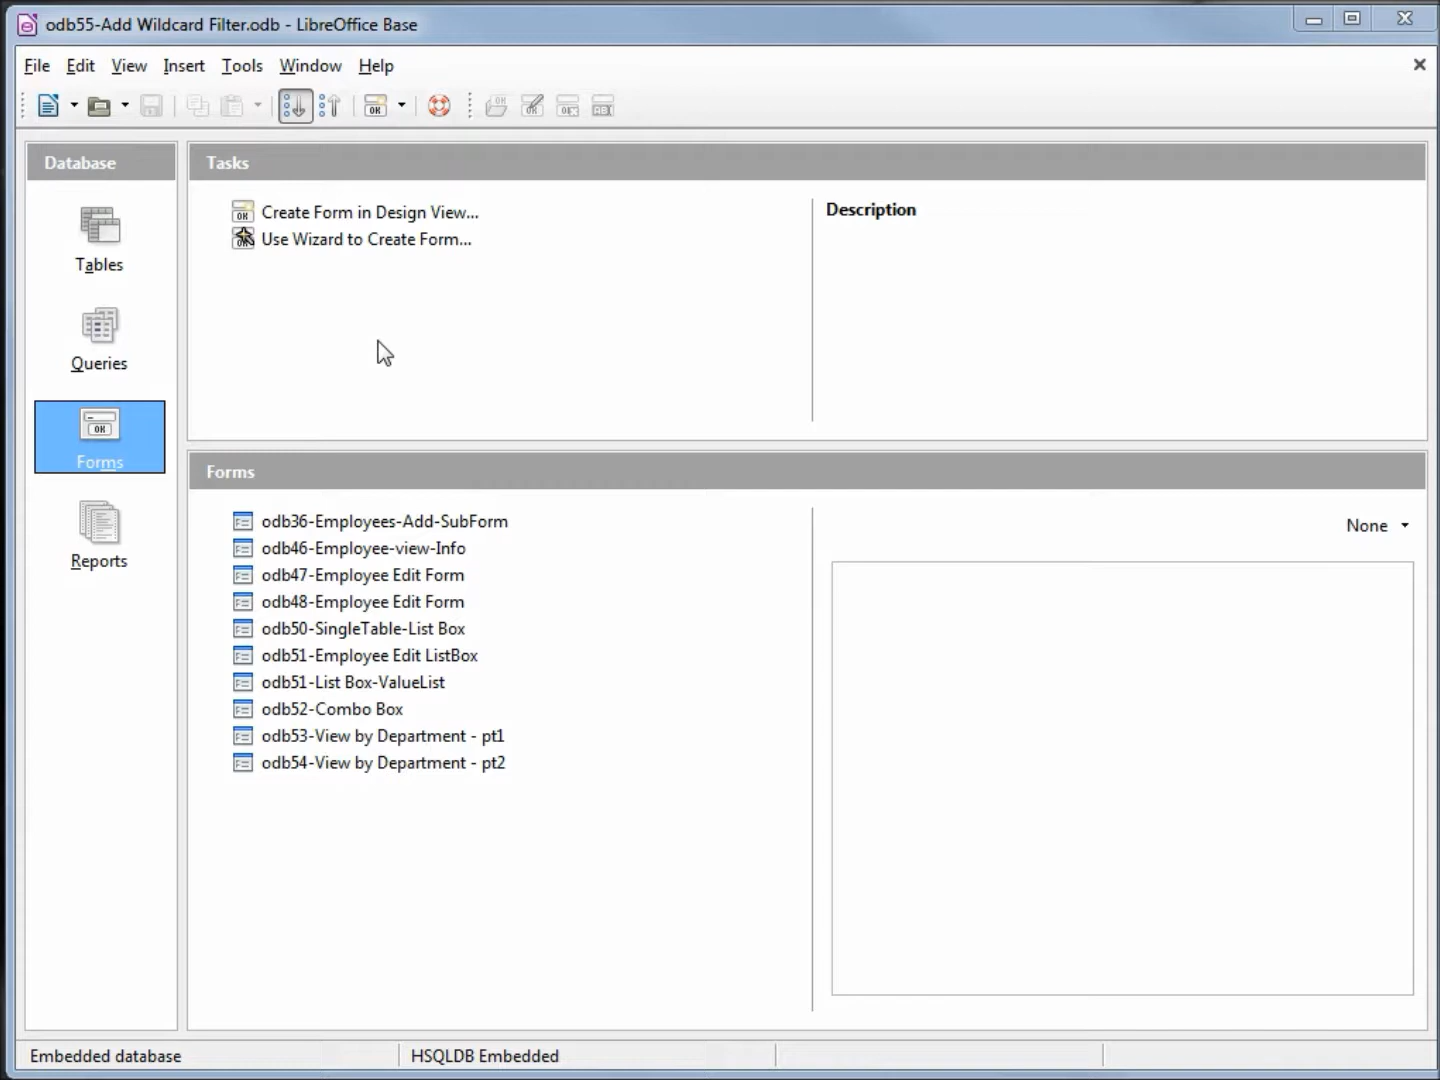 odb55-Add Wildcard Filter.odb - LibreOffice Base
File Edit View Insert Tools Window Help
Database
Tables
Queries
Forms
Reports
Tasks
Create Form in Design View...
Use Wizard to Create Form...
Description
Forms
odb36-Employees-Add-SubForm
odb46-Employee-view-Info
odb47-Employee Edit Form
odb48-Employee Edit Form
odb50-SingleTable-List Box
odb51-Employee Edit ListBox
odb51-List Box-ValueList
odb52-Combo Box
odb53-View by Department - pt1
odb54-View by Department - pt2
None
Embedded database
HSQLDB Embedded